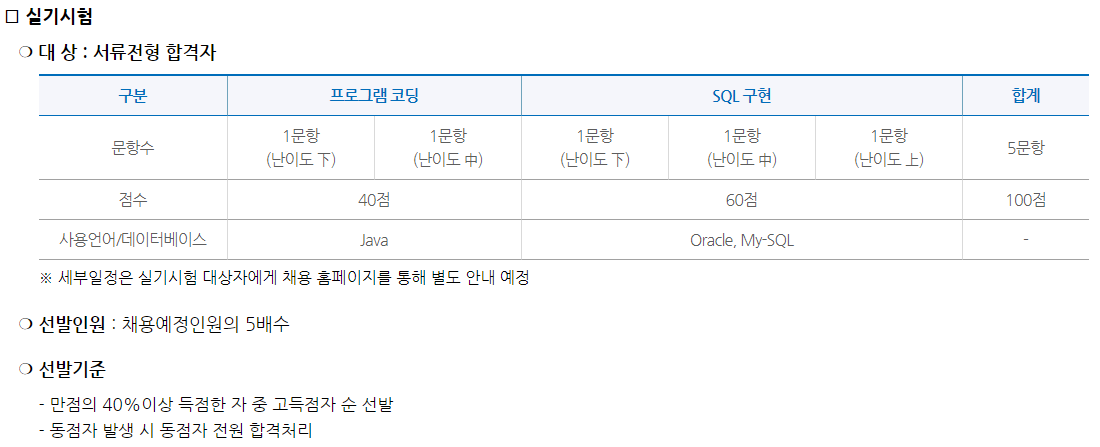 □ 실기시험
❍ 대 상 : 서류전형 합격자
구분 프로그램 코딩 SQL 구현 합계
문항수 1문항 (난이도 下) 1문항 (난이도 中) 1문항 (난이도 下) 1문항 (난이도 中) 1문항 (난이도 上) 5문항
점수 40점 60점 100점
사용언어/데이터베이스 Java Oracle, My-SQL -
※ 세부일정은 실기시험 대상자에게 채용 홈페이지를 통해 별도 안내 예정
❍ 선발인원 : 채용예정인원의 5배수
❍ 선발기준
- 만점의 40%이상 득점한 자 중 고득점자 순 선발
- 동점자 발생 시 동점자 전원 합격처리